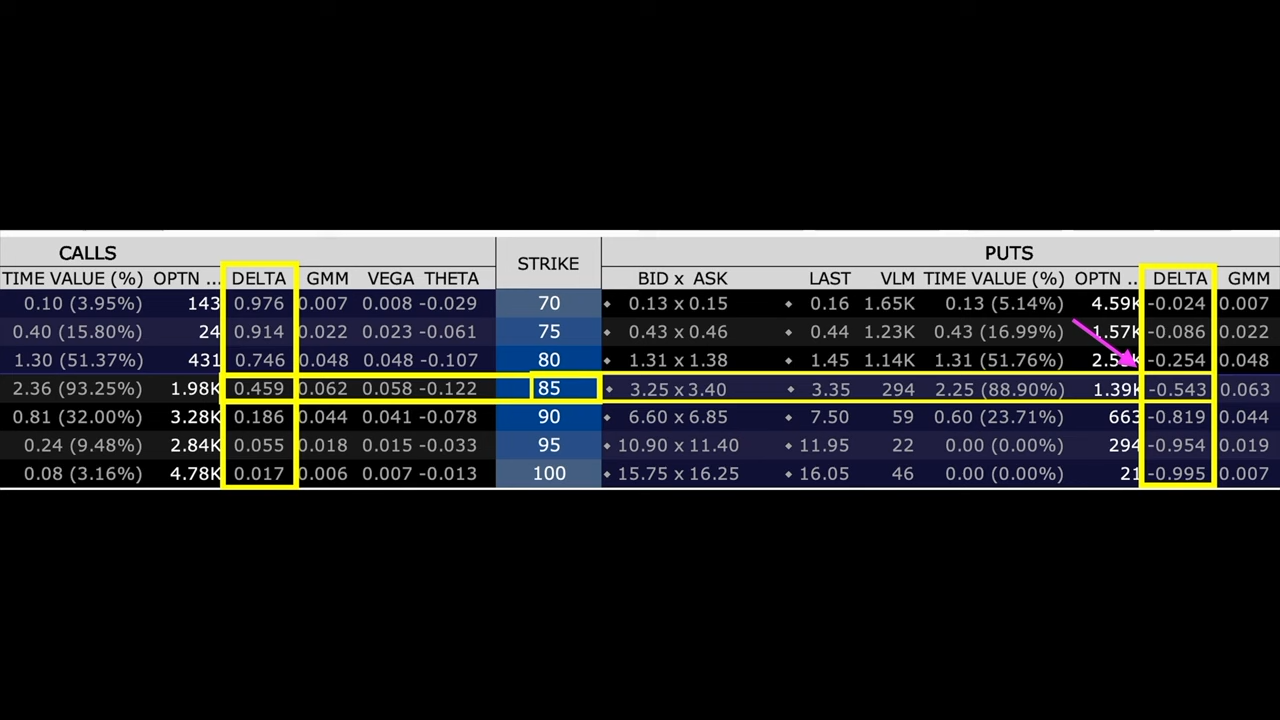 CALLS STRIKE PUTS
TIME VALUE (%) OPTN ... DELTA GMM VEGA THETA BID x ASK LAST VLM TIME VALUE (%) OPTN ... DELTA GMM
0.10 (3.95%) 143 0.976 0.007 0.008 -0.029 70 0.13 x 0.15 0.16 1.65K 0.13 (5.14%) 4.59K -0.024 0.007
0.40 (15.80%) 24 0.914 0.022 0.023 -0.061 75 0.43 x 0.46 0.44 1.23K 0.43 (16.99%) 1.57K -0.086 0.022
1.30 (51.37%) 431 0.746 0.048 0.048 -0.107 80 1.31 x 1.38 1.45 1.14K 1.31 (51.76%) -0.254 0.048
2.36 (93.25%) 1.98K 0.459 0.062 0.058 -0.122 85 3.25 x 3.40 3.35 294 2.25 (88.90%) 1.39K -0.543 0.063
0.81 (32.00%) 3.28K 0.186 0.044 0.041 -0.078 90 6.60 x 6.85 7.50 59 0.60 (23.71%) 663 -0.819 0.044
0.24 (9.48%) 2.84K 0.055 0.018 0.015 -0.033 95 10.90 x 11.40 11.95 22 0.00 (0.00%) 294 -0.954 0.019
0.08 (3.16%) 4.78K 0.017 0.006 0.007 -0.013 100 15.75 x 16.25 16.05 46 0.00 (0.00%) 21 -0.995 0.007